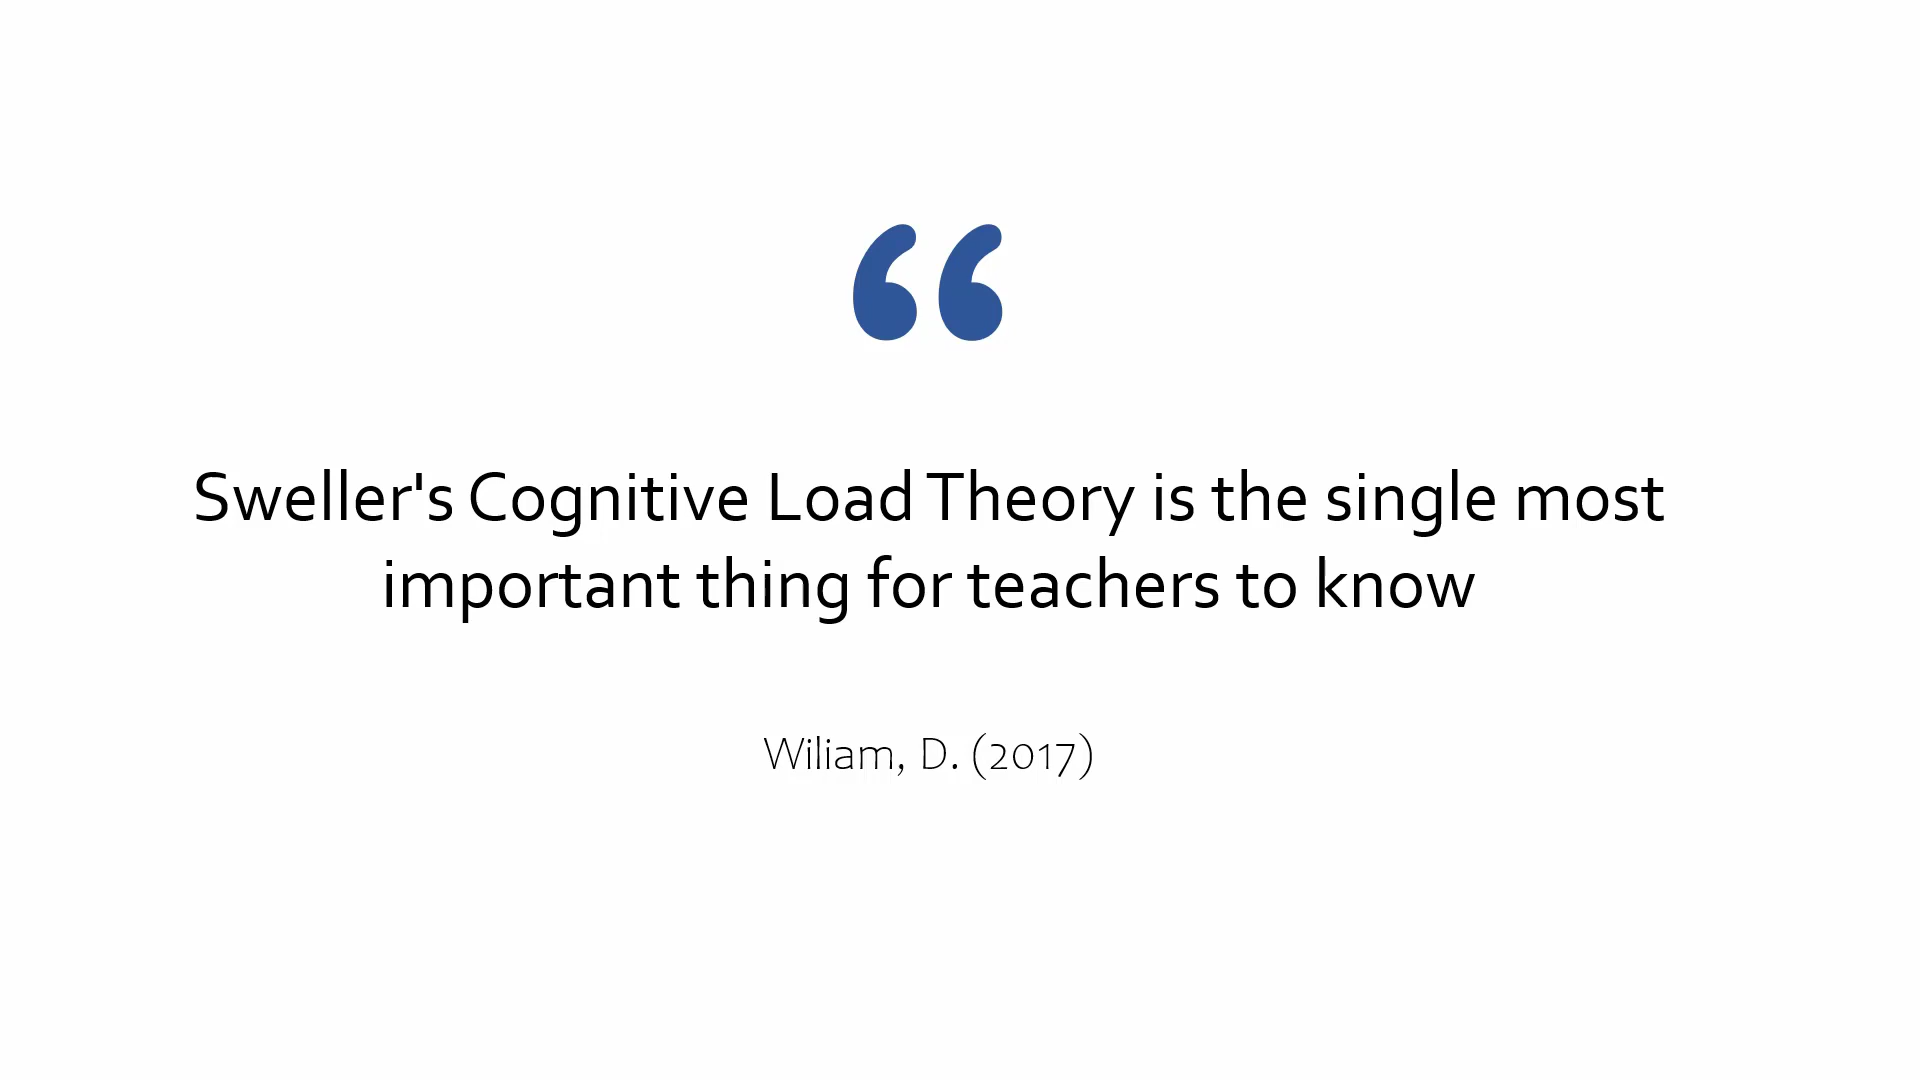 “
Sweller's Cognitive Load Theory is the single most
important thing for teachers to know
Wiliam, D. (2017)